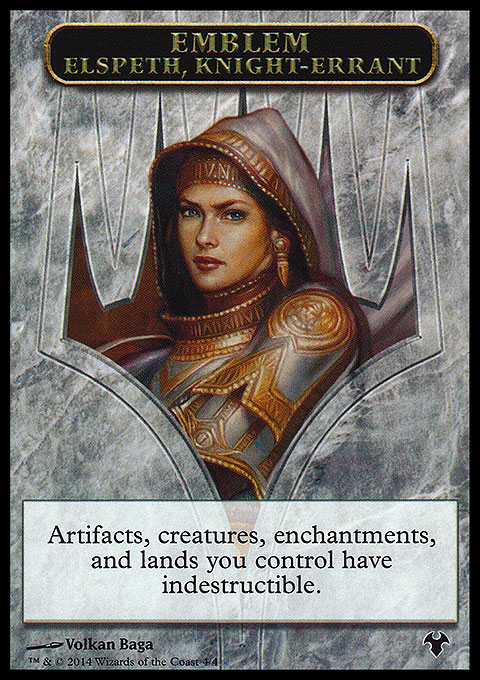 EMBLEM
ELSPETH, KNIGHT-ERRANT
Artifacts, creatures, enchantments,
and lands you control have
indestructible.
Volkan Baga
™ & © 2014 Wizards of the Coast 4/4